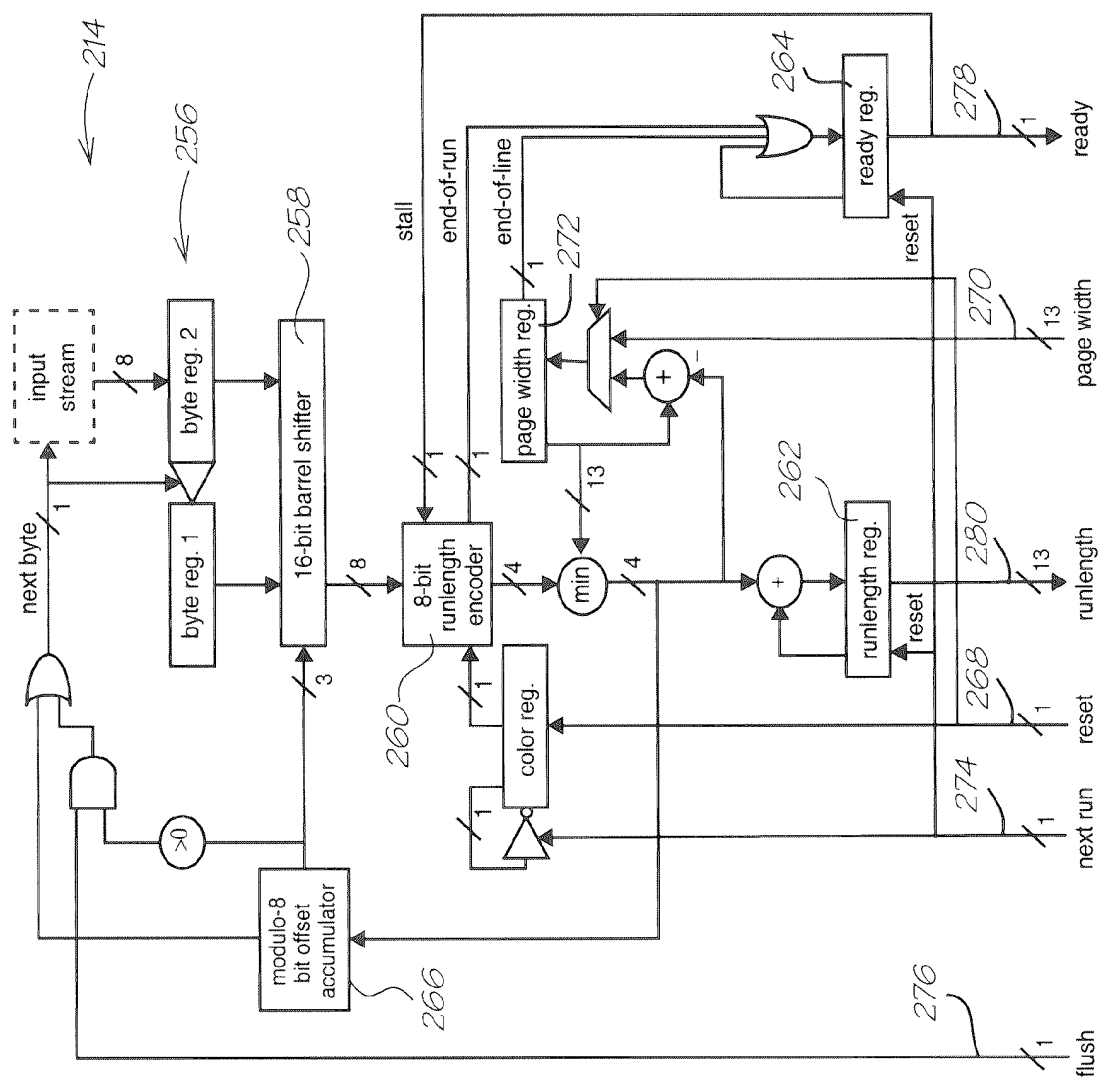 214
256
input
stream
8
next byte
1
byte reg. 1
byte reg. 2
258
16-bit barrel shifter
3
8
>0
modulo-8
bit offset
accumulator
266
stall
end-of-run
end-of-line
1
1
1
260
8-bit
runlength
encoder
4
1
color reg.
1
min
4
13
page width reg.
272
+
–
264
ready reg.
reset
+
262
runlength reg.
reset
276
1
flush
274
1
next run
268
1
reset
280
13
runlength
270
13
page width
278
1
ready